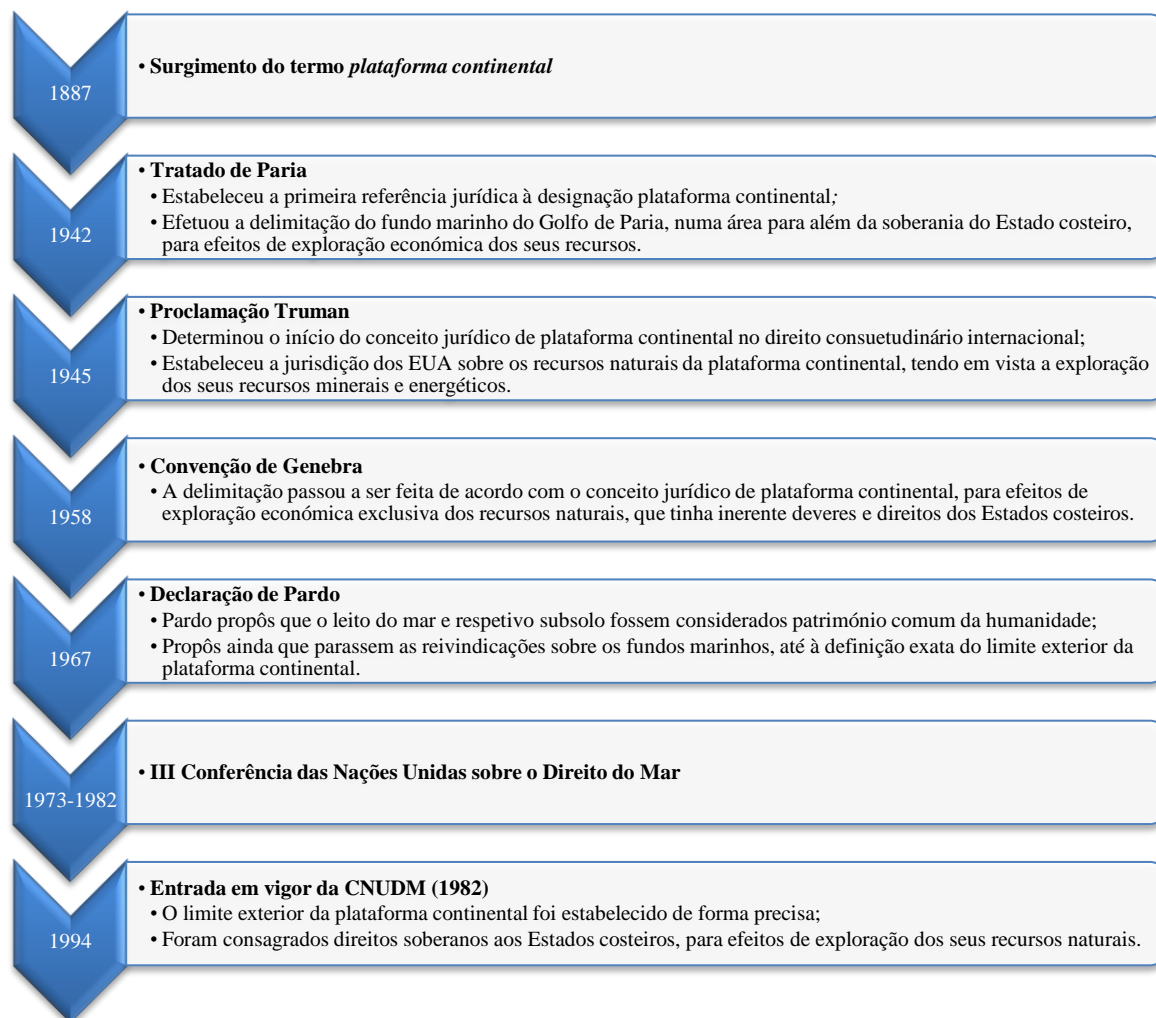 1887
• Surgimento do termo plataforma continental
1942
• Tratado de Paria
• Estabeleceu a primeira referência jurídica à designação plataforma continental;
• Efetuou a delimitação do fundo marinho do Golfo de Paria, numa área para além da soberania do Estado costeiro,
para efeitos de exploração económica dos seus recursos.
1945
• Proclamação Truman
• Determinou o início do conceito jurídico de plataforma continental no direito consuetudinário internacional;
• Estabeleceu a jurisdição dos EUA sobre os recursos naturais da plataforma continental, tendo em vista a exploração
dos seus recursos minerais e energéticos.
1958
• Convenção de Genebra
• A delimitação passou a ser feita de acordo com o conceito jurídico de plataforma continental, para efeitos de
exploração económica exclusiva dos recursos naturais, que tinha inerente deveres e direitos dos Estados costeiros.
1967
• Declaração de Pardo
• Pardo propôs que o leito do mar e respetivo subsolo fossem considerados património comum da humanidade;
• Propôs ainda que parassem as reivindicações sobre os fundos marinhos, até à definição exata do limite exterior da
plataforma continental.
1973-1982
• III Conferência das Nações Unidas sobre o Direito do Mar
1994
• Entrada em vigor da CNUDM (1982)
• O limite exterior da plataforma continental foi estabelecido de forma precisa;
• Foram consagrados direitos soberanos aos Estados costeiros, para efeitos de exploração dos seus recursos naturais.